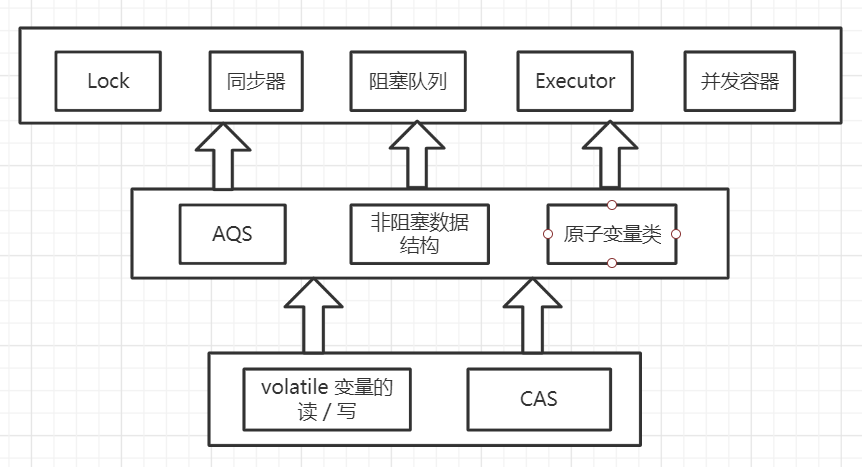 Lock
同步器
阻塞队列
Executor
并发容器
AQS
非阻塞数据
结构
原子变量类
volatile 变量的
读 / 写
CAS